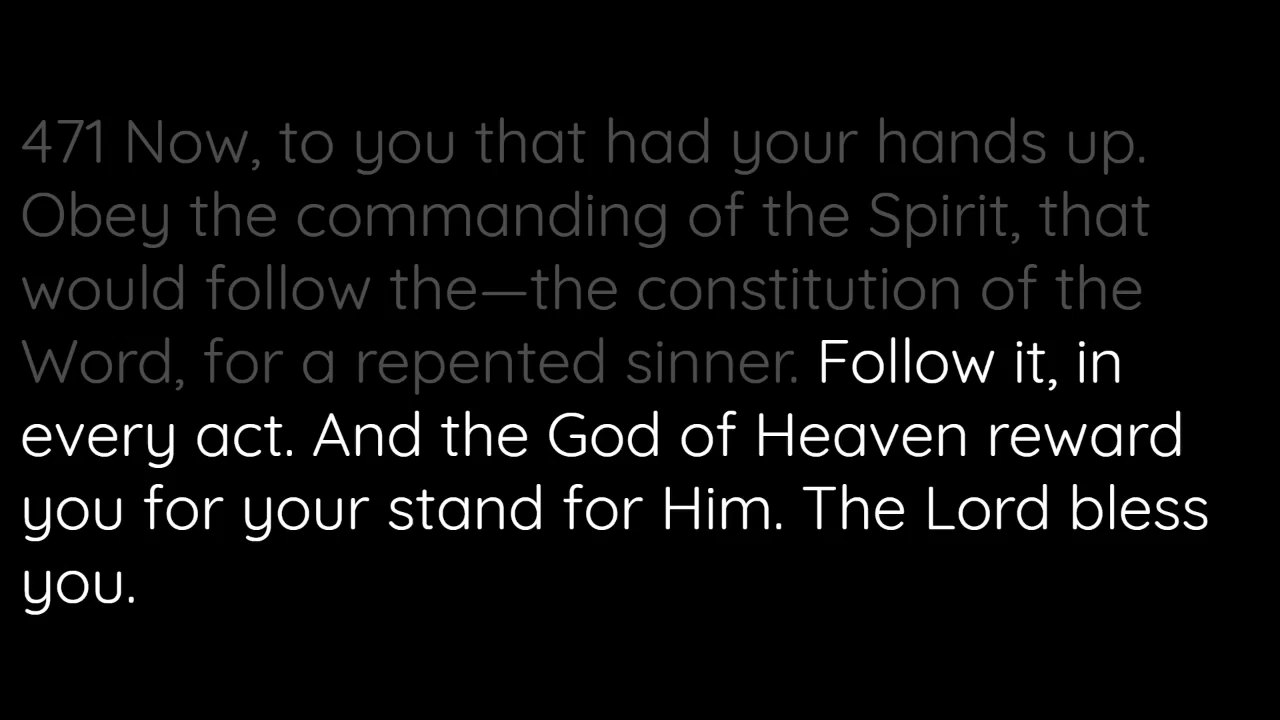 471 Now, to you that had your hands up.
Obey the commanding of the Spirit, that
would follow the—the constitution of the
Word, for a repented sinner. Follow it, in
every act. And the God of Heaven reward
you for your stand for Him. The Lord bless
you.